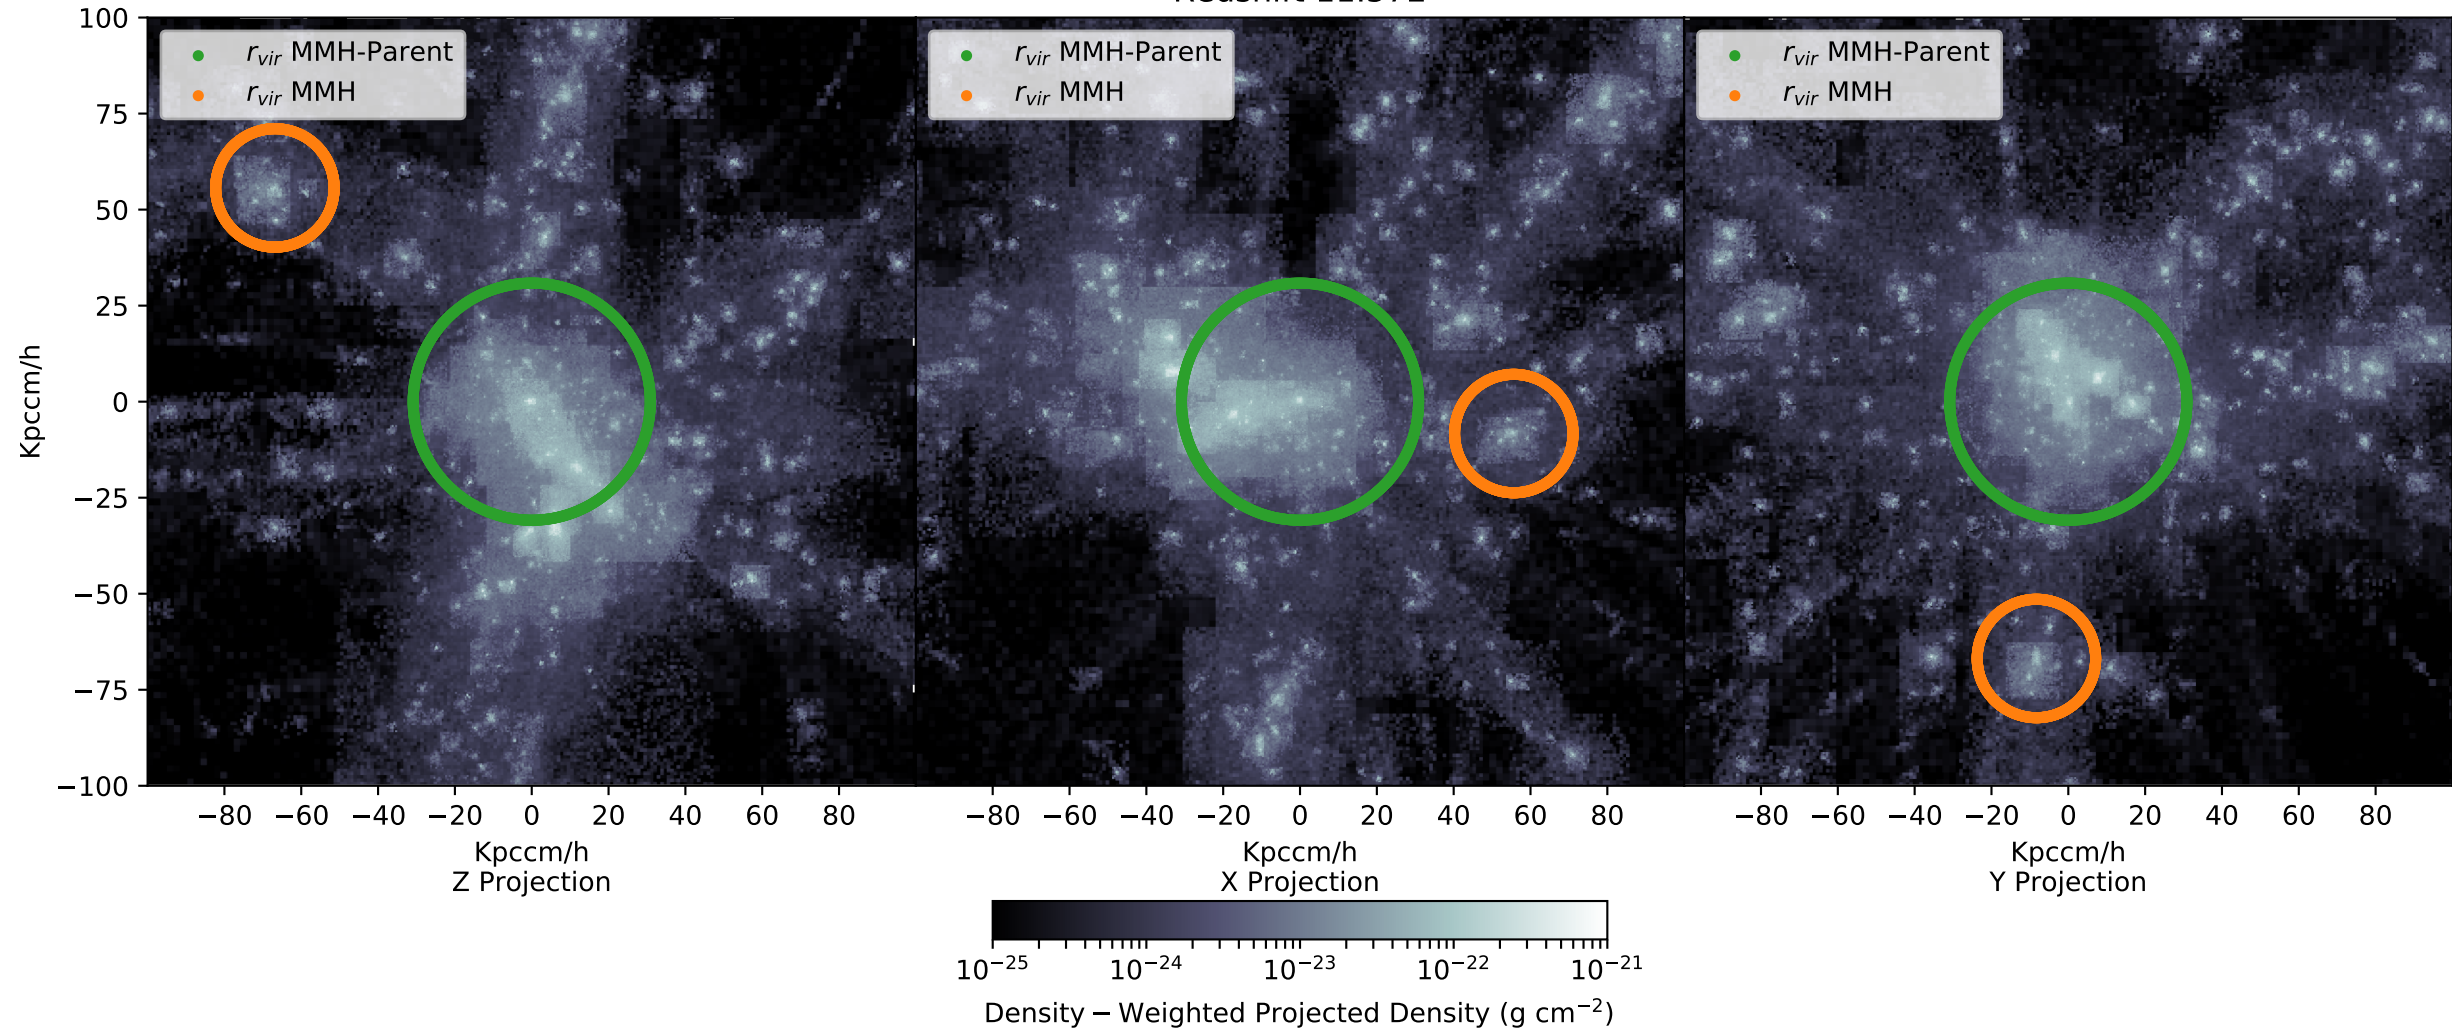 r_vir MMH-Parent
r_vir MMH
r_vir MMH-Parent
r_vir MMH
r_vir MMH-Parent
r_vir MMH
100
75
50
25
0
−25
−50
−75
−100
Kpccm/h
−80 −60 −40 −20 0 20 40 60 80
−80 −60 −40 −20 0 20 40 60 80
−80 −60 −40 −20 0 20 40 60 80
Kpccm/h
Z Projection
Kpccm/h
X Projection
Kpccm/h
Y Projection
10⁻²⁵ 10⁻²⁴ 10⁻²³ 10⁻²² 10⁻²¹
Density − Weighted Projected Density (g cm⁻²)